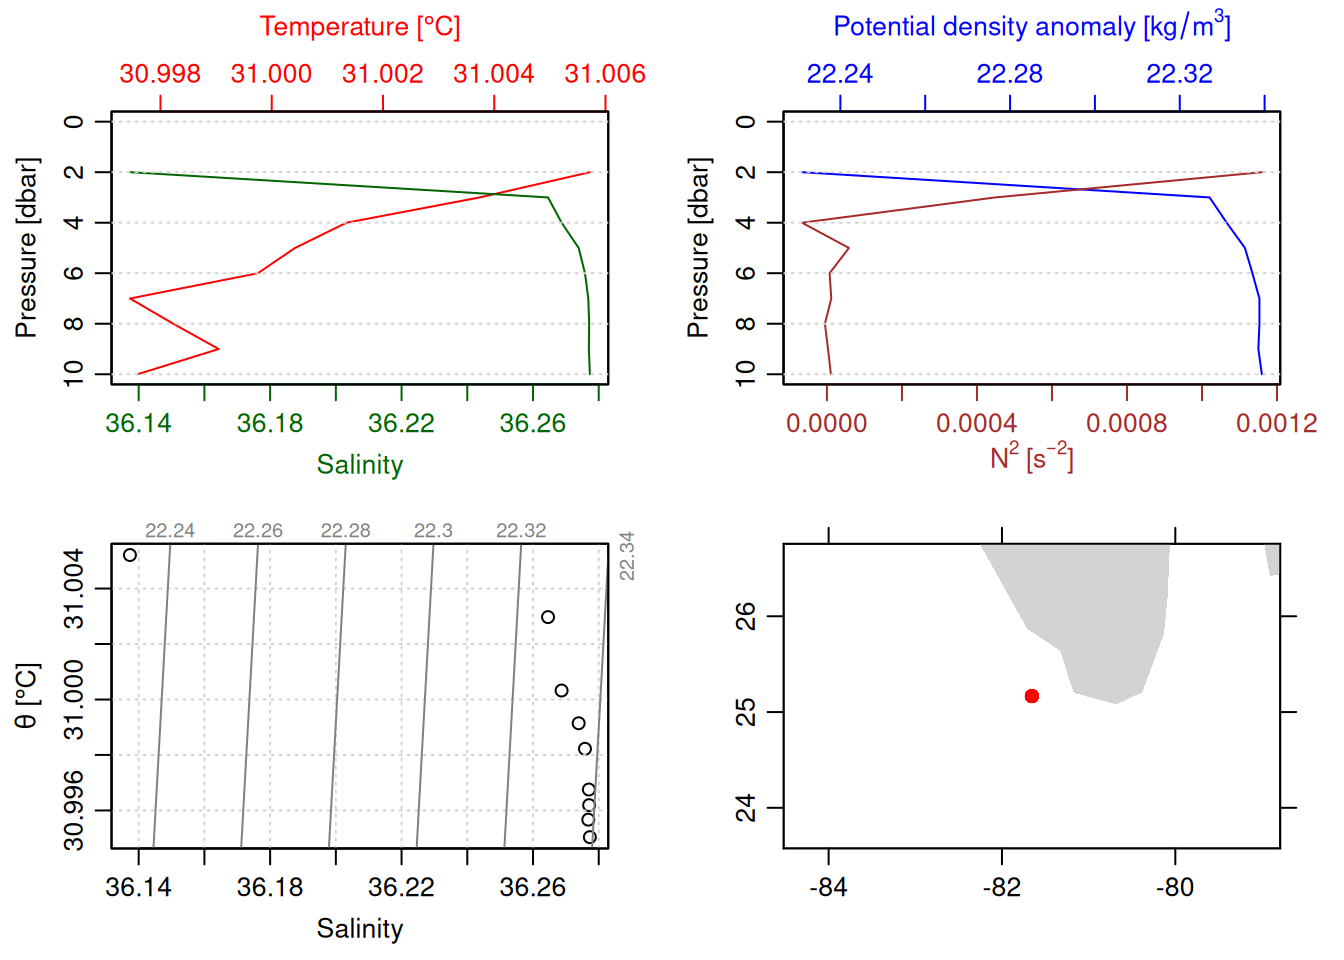 Temperature [°C]
30.998 31.000 31.002 31.004 31.006
Pressure [dbar]
0
2
4
6
8
10
36.14 36.18 36.22 36.26
Salinity
Potential density anomaly [kg/m³]
22.24 22.28 22.32
Pressure [dbar]
0
2
4
6
8
10
0.0000 0.0004 0.0008 0.0012
N² [s⁻²]
22.24 22.26 22.28 22.3 22.32
22.34
θ [°C]
31.004
31.000
30.996
36.14 36.18 36.22 36.26
Salinity
26
25
24
-84 -82 -80